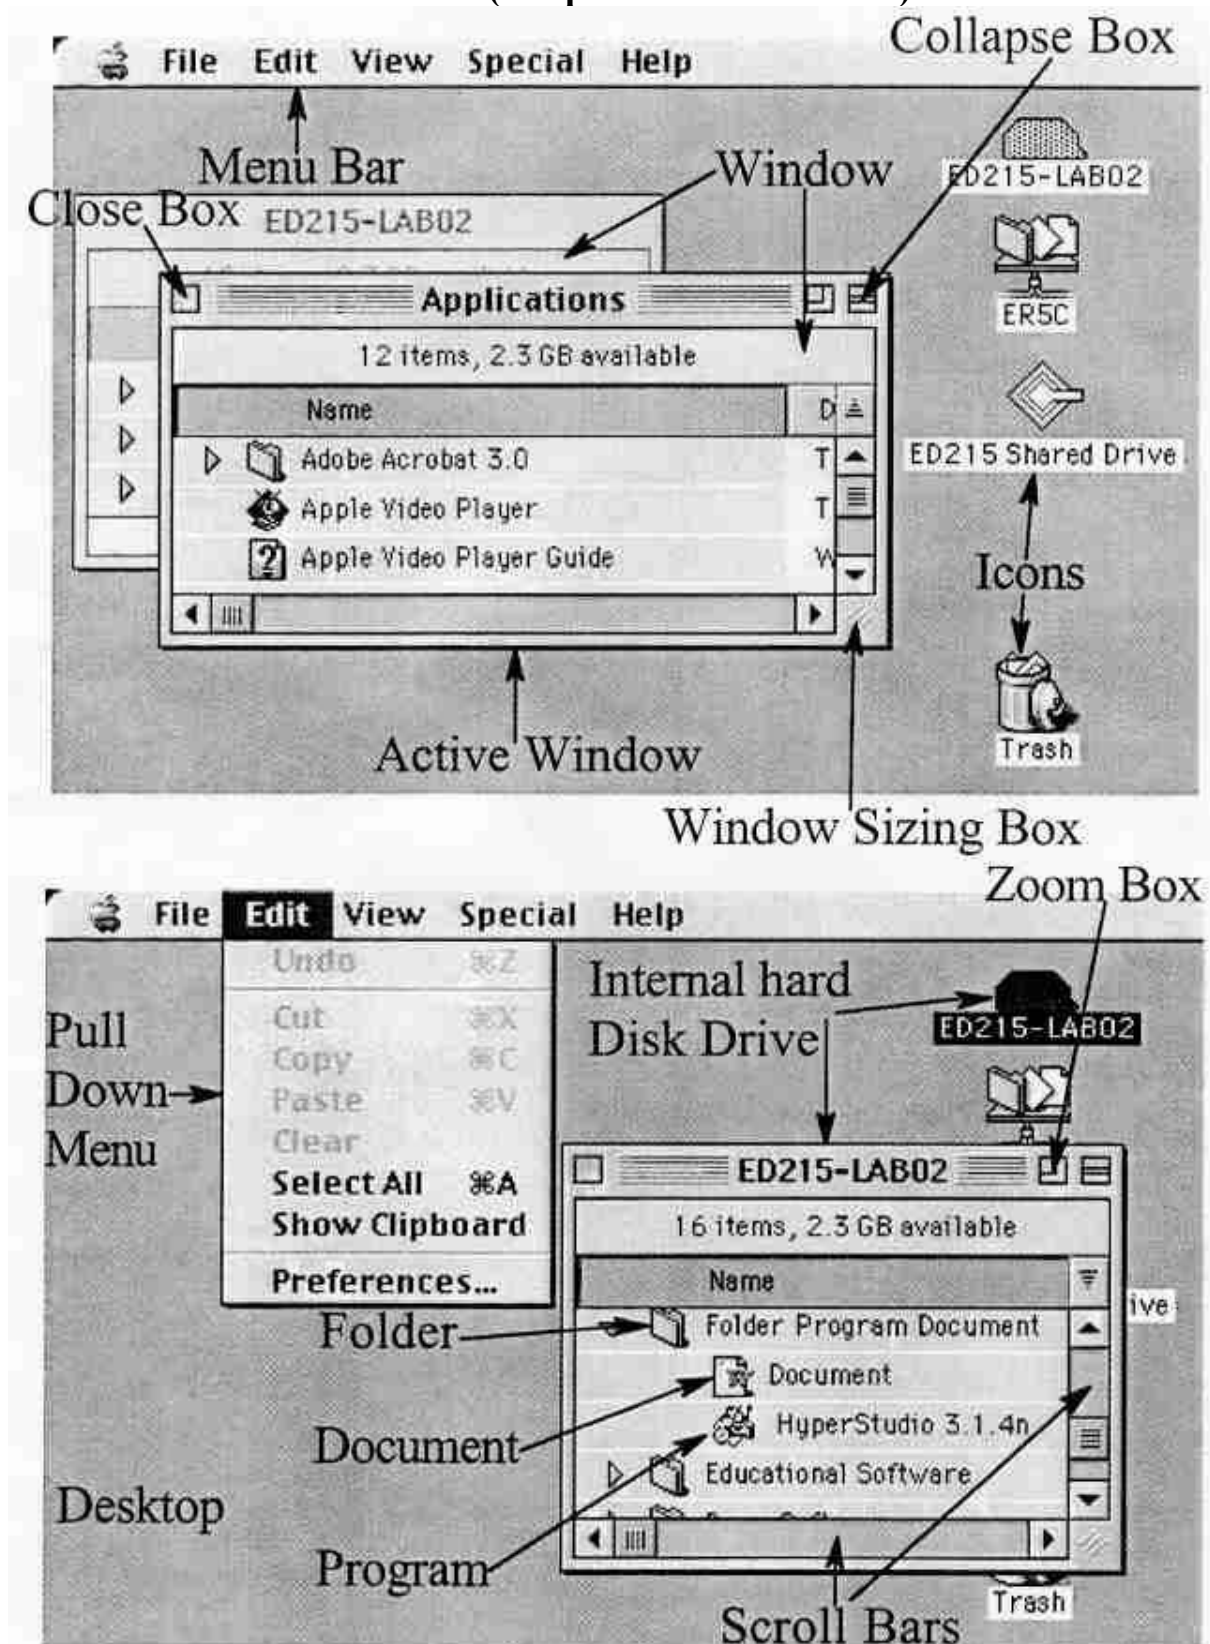 Collapse Box
File Edit View Special Help
Menu Bar
Window
ED215-LAB02
Close Box
ED215-LAB02
Applications
ER5C
12 items, 2.3 GB available
Name
D
Adobe Acrobat 3.0
T
ED215 Shared Drive
Apple Video Player
T
Apple Video Player Guide
W
Icons
Active Window
Trash
Window Sizing Box
Zoom Box
File Edit View Special Help
Undo ⌘Z
Cut ⌘X
Copy ⌘C
Paste ⌘V
Clear
Select All ⌘A
Show Clipboard
Preferences...
Pull
Down
Menu
Internal hard
Disk Drive
ED215-LAB02
ED215-LAB02
16 items, 2.3 GB available
Name
ive
Folder
Folder Program Document
Document
Document
HyperStudio 3.1.4n
Educational Software
Desktop
Program
Scroll Bars
Trash